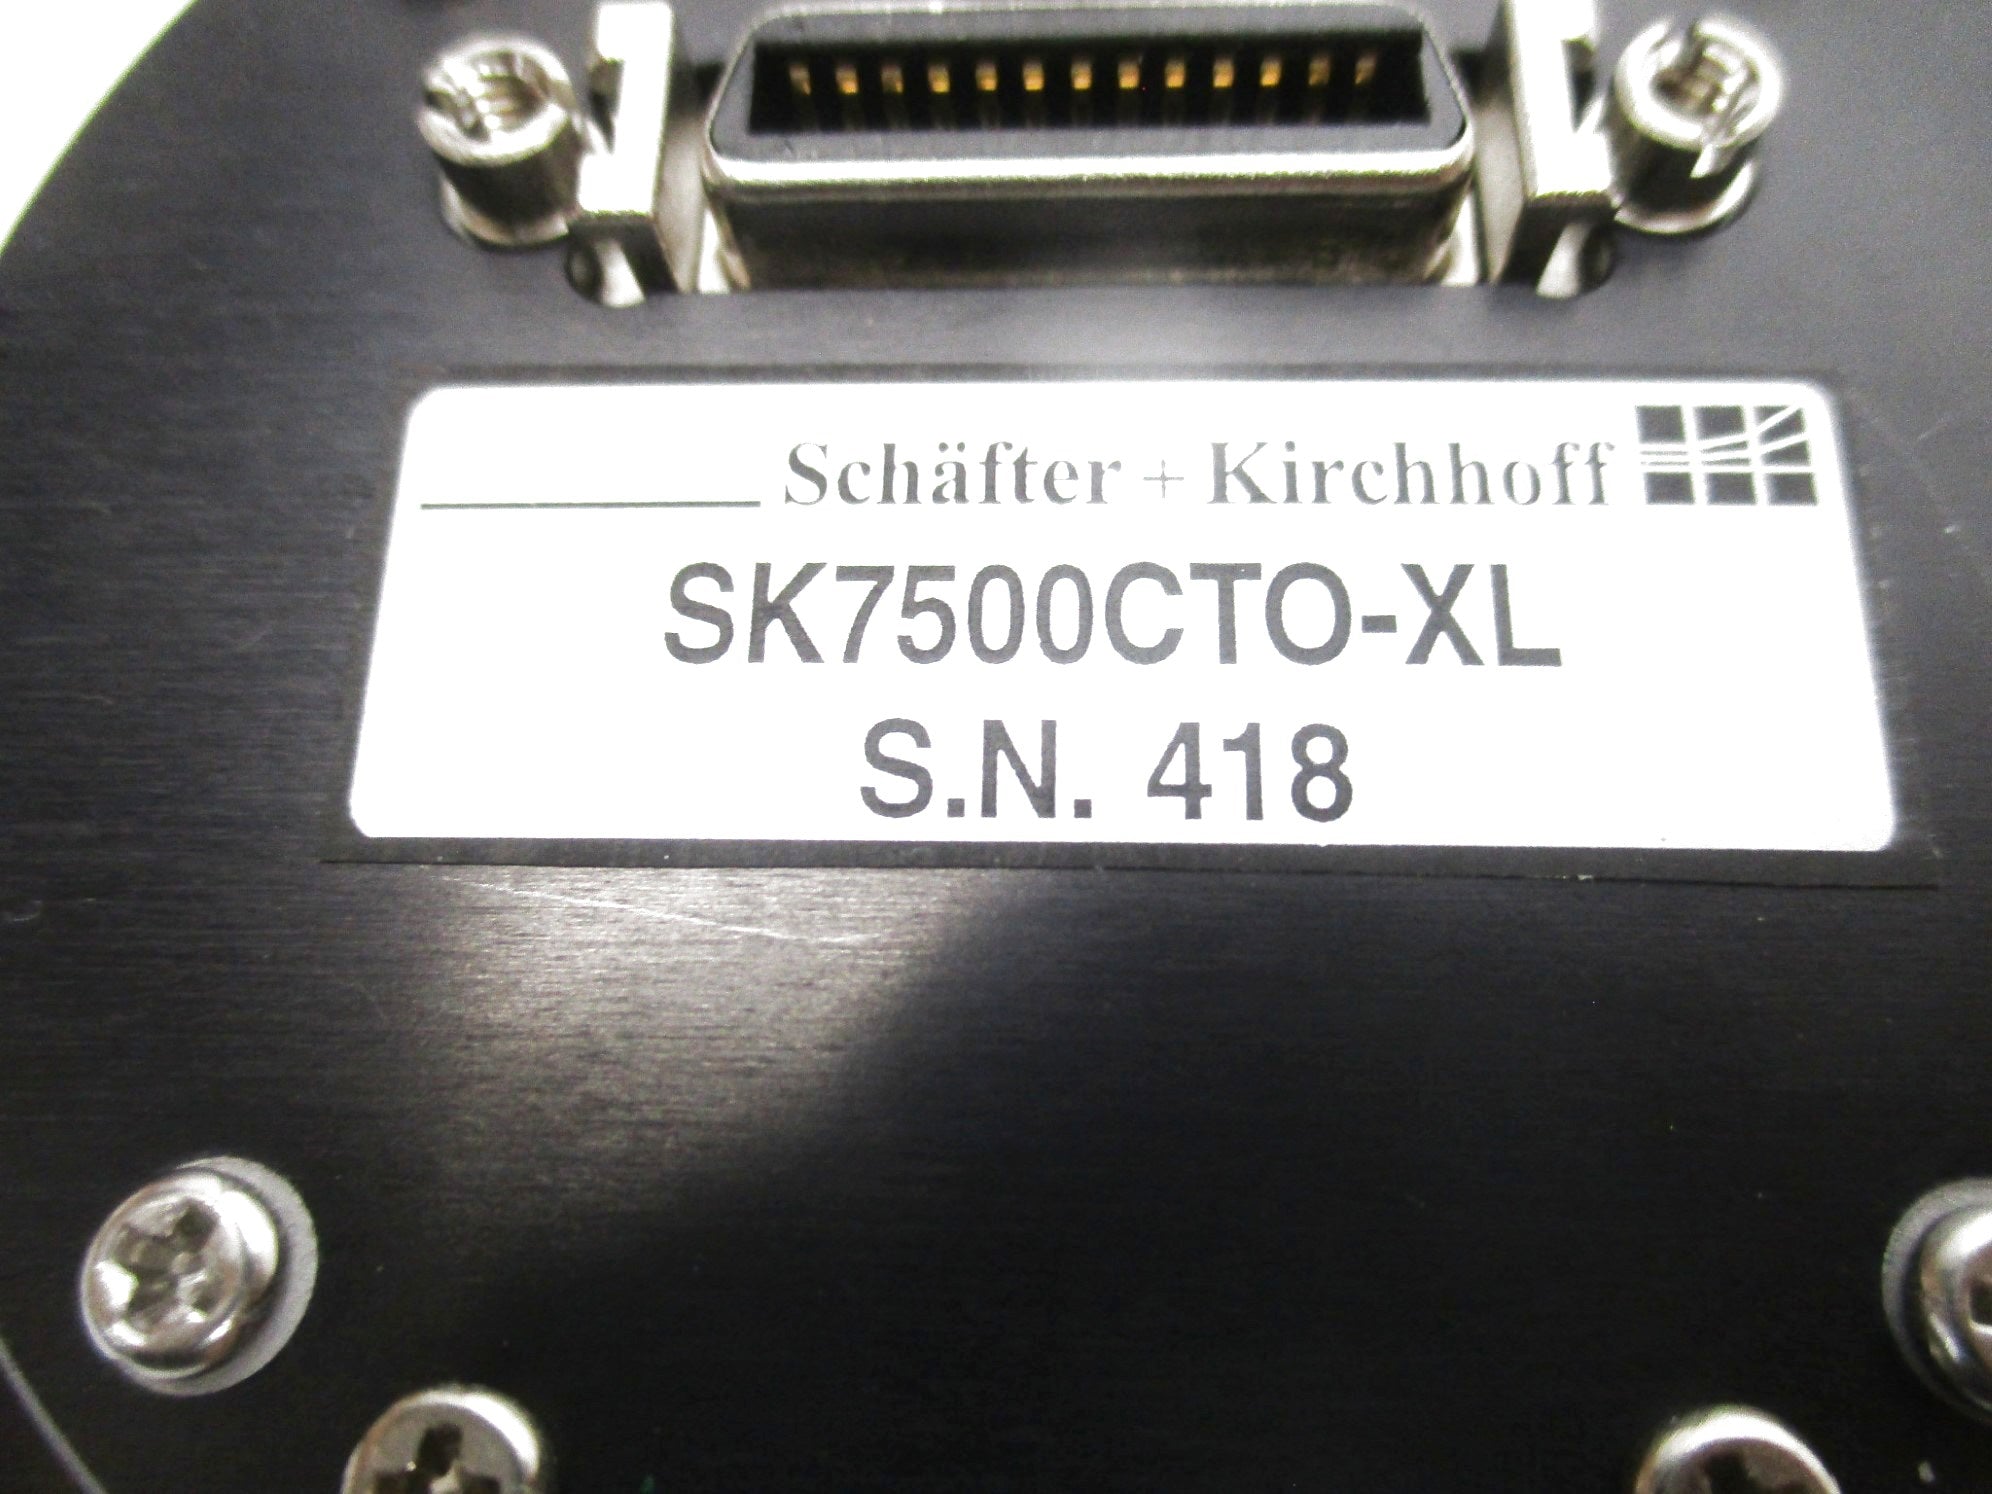 Schäfter + Kirchhoff
SK7500CTO-XL
S.N. 418